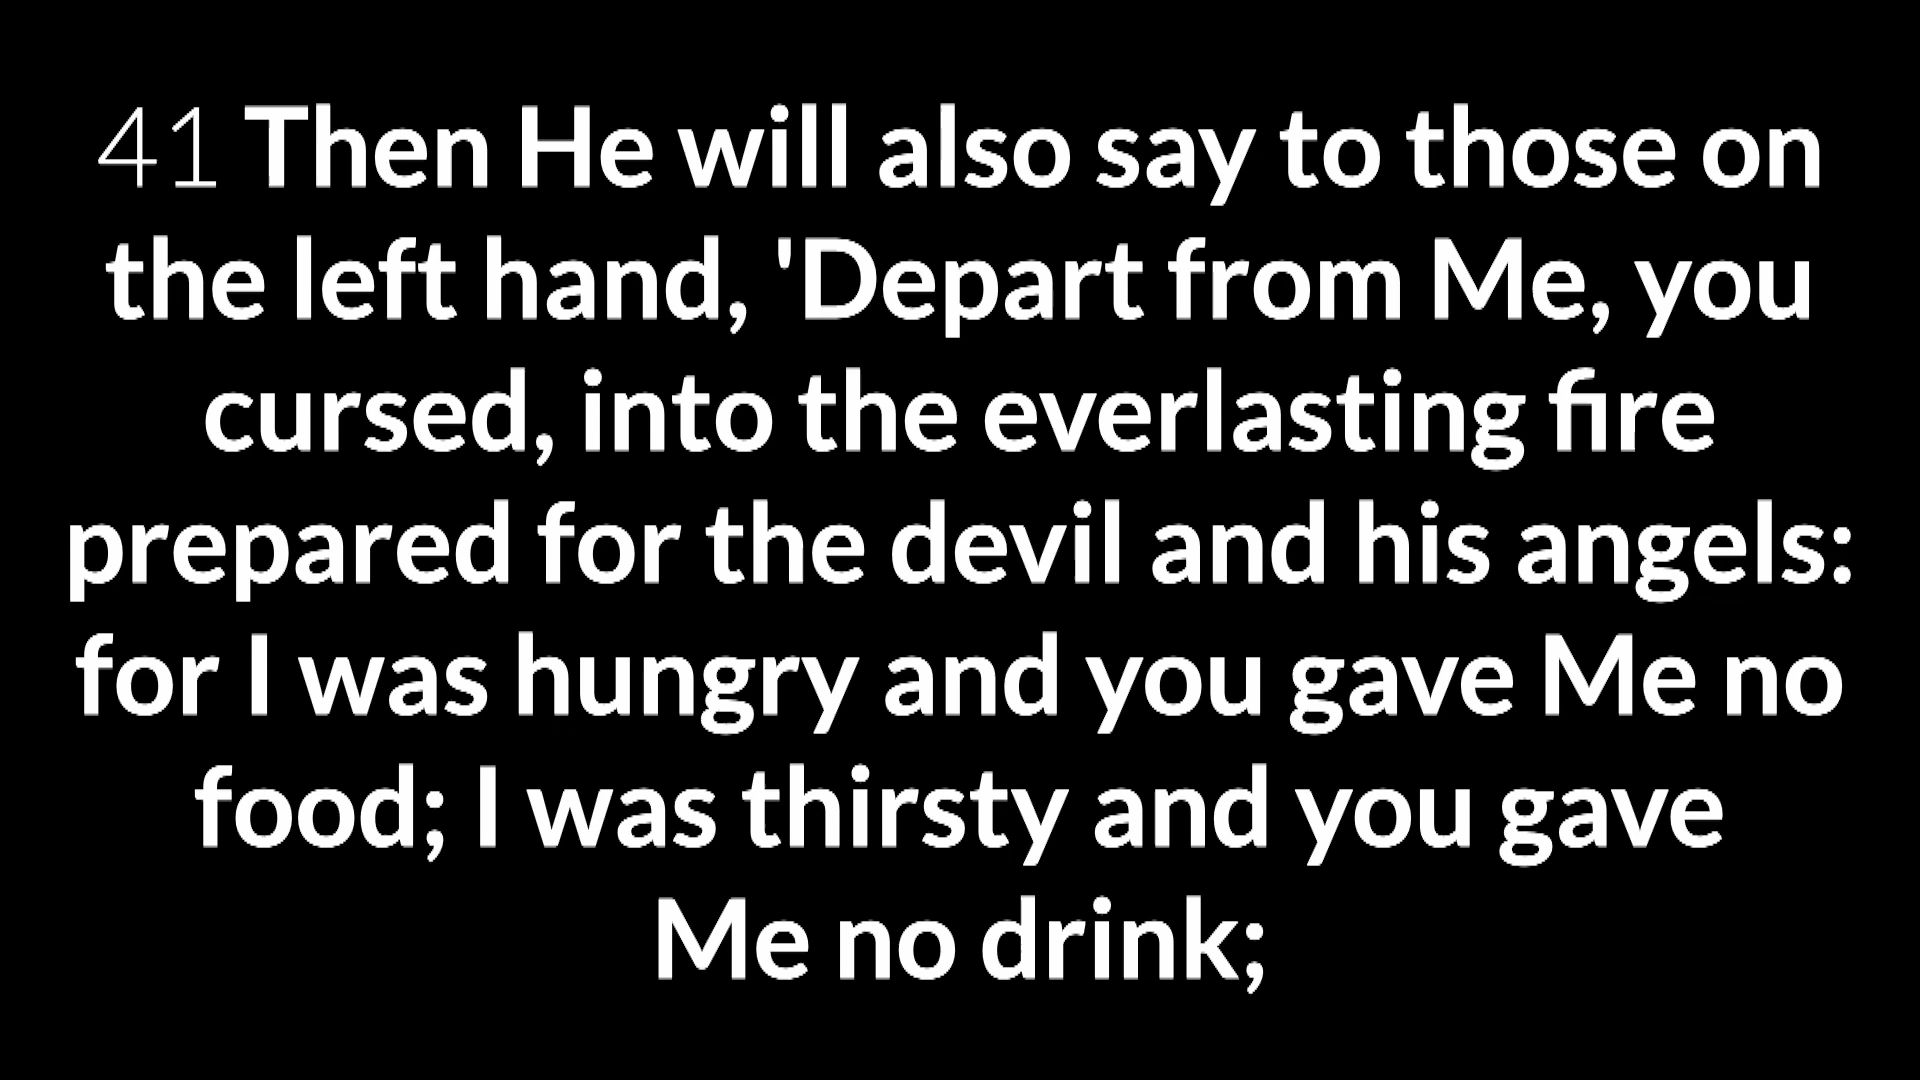 41 Then He will also say to those on
the left hand, 'Depart from Me, you
cursed, into the everlasting fire
prepared for the devil and his angels:
for I was hungry and you gave Me no
food; I was thirsty and you gave
Me no drink;